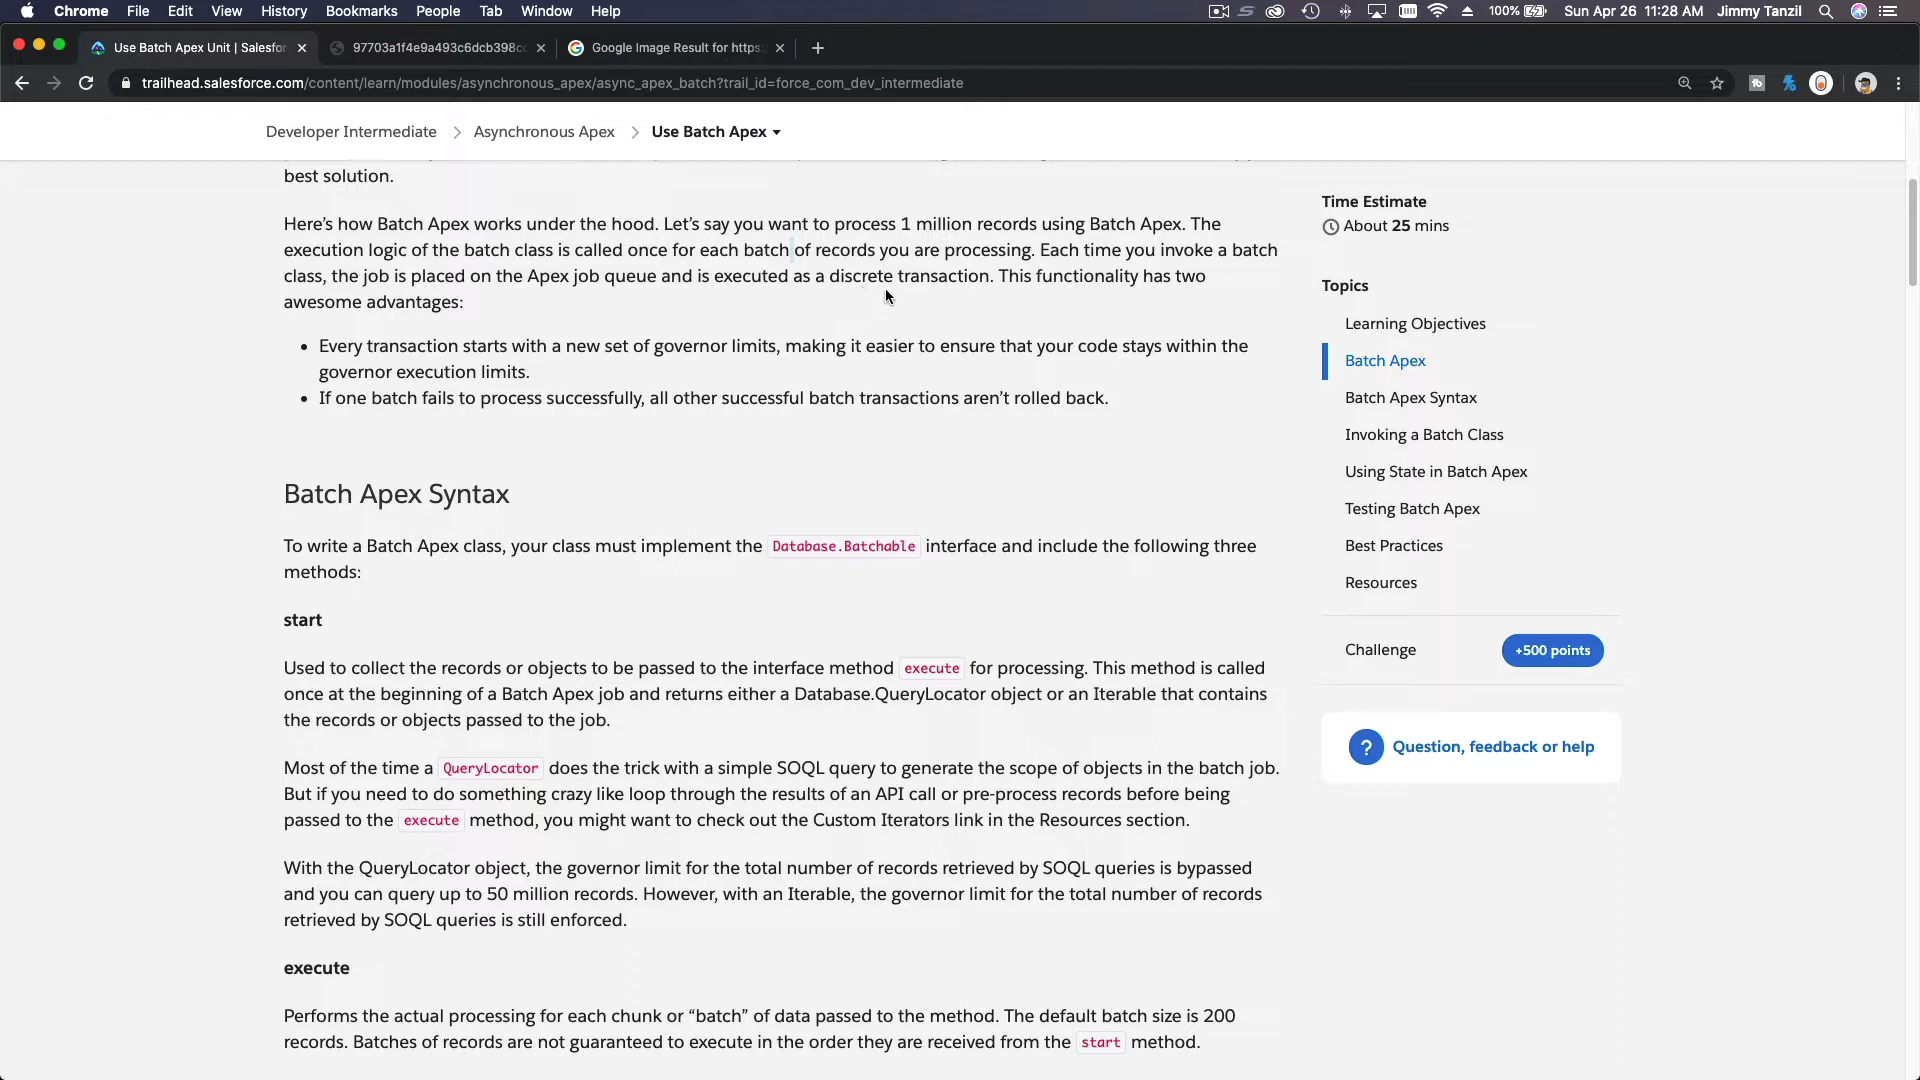 Chrome File Edit View History Bookmarks People Tab Window Help 100% Sun Apr 26 11:28 AM Jimmy Tanzil
Use Batch Apex Unit | Salesfor 97703a1f4e9a493c6dcb398c Google Image Result for https:
trailhead.salesforce.com/content/learn/modules/asynchronous_apex/async_apex_batch?trail_id=force_com_dev_intermediate
Developer Intermediate > Asynchronous Apex > Use Batch Apex
best solution.
Here's how Batch Apex works under the hood. Let's say you want to process 1 million records using Batch Apex. The
execution logic of the batch class is called once for each batch of records you are processing. Each time you invoke a batch
class, the job is placed on the Apex job queue and is executed as a discrete transaction. This functionality has two
awesome advantages:
• Every transaction starts with a new set of governor limits, making it easier to ensure that your code stays within the
governor execution limits.
• If one batch fails to process successfully, all other successful batch transactions aren't rolled back.
Batch Apex Syntax
To write a Batch Apex class, your class must implement the Database.Batchable interface and include the following three
methods:
start
Used to collect the records or objects to be passed to the interface method execute for processing. This method is called
once at the beginning of a Batch Apex job and returns either a Database.QueryLocator object or an Iterable that contains
the records or objects passed to the job.
Most of the time a QueryLocator does the trick with a simple SOQL query to generate the scope of objects in the batch job.
But if you need to do something crazy like loop through the results of an API call or pre-process records before being
passed to the execute method, you might want to check out the Custom Iterators link in the Resources section.
With the QueryLocator object, the governor limit for the total number of records retrieved by SOQL queries is bypassed
and you can query up to 50 million records. However, with an Iterable, the governor limit for the total number of records
retrieved by SOQL queries is still enforced.
execute
Performs the actual processing for each chunk or “batch” of data passed to the method. The default batch size is 200
records. Batches of records are not guaranteed to execute in the order they are received from the start method.
Time Estimate
About 25 mins
Topics
Learning Objectives
Batch Apex
Batch Apex Syntax
Invoking a Batch Class
Using State in Batch Apex
Testing Batch Apex
Best Practices
Resources
Challenge +500 points
? Question, feedback or help